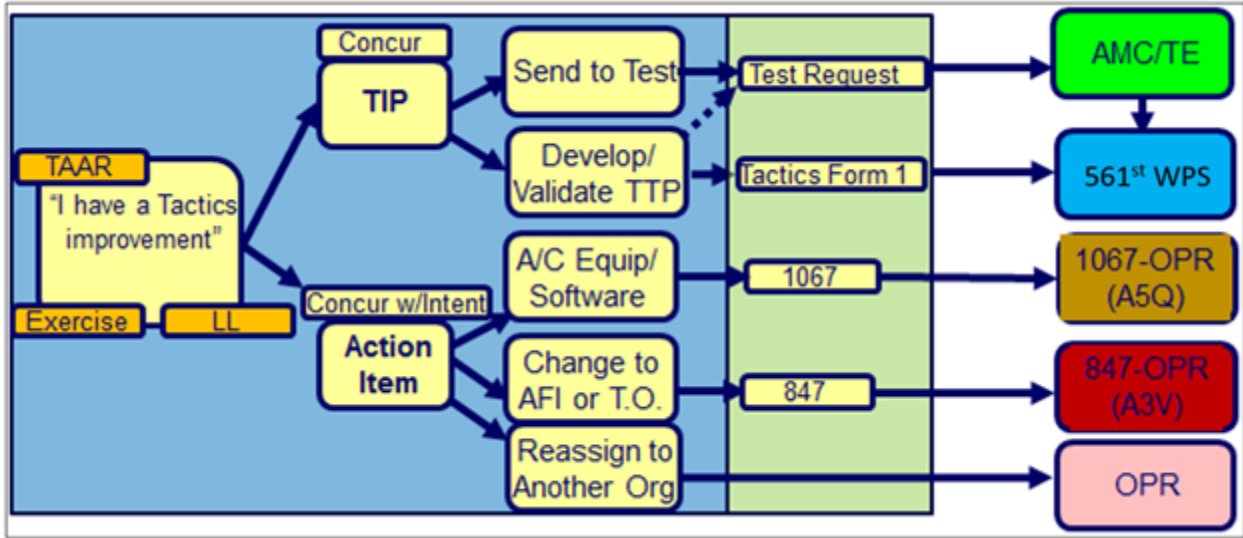 Concur
TIP
Send to Test
Test Request
AMC/TE
TAAR
"I have a Tactics
improvement"
Develop/
Validate TTP
Tactics Form 1
561st WPS
Exercise
LL
Concur w/Intent
Action
Item
A/C Equip/
Software
1067
1067-OPR
(A5Q)
Change to
AFI or T.O.
847
847-OPR
(A3V)
Reassign to
Another Org
OPR